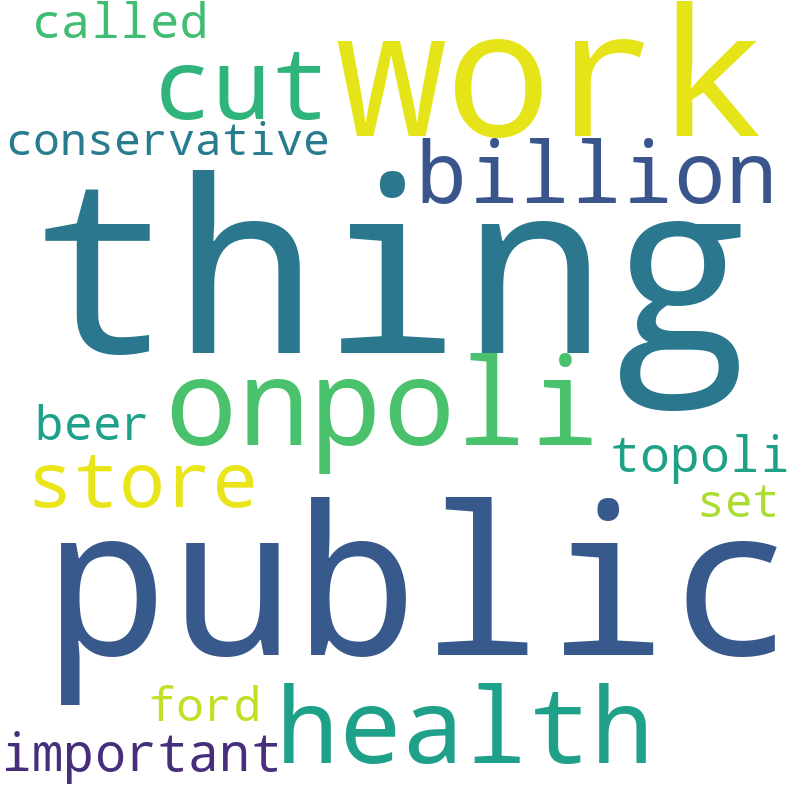 called
cut work
conservative
billion
thing
onpoli
beer
topoli
store
set
public
ford
health
important